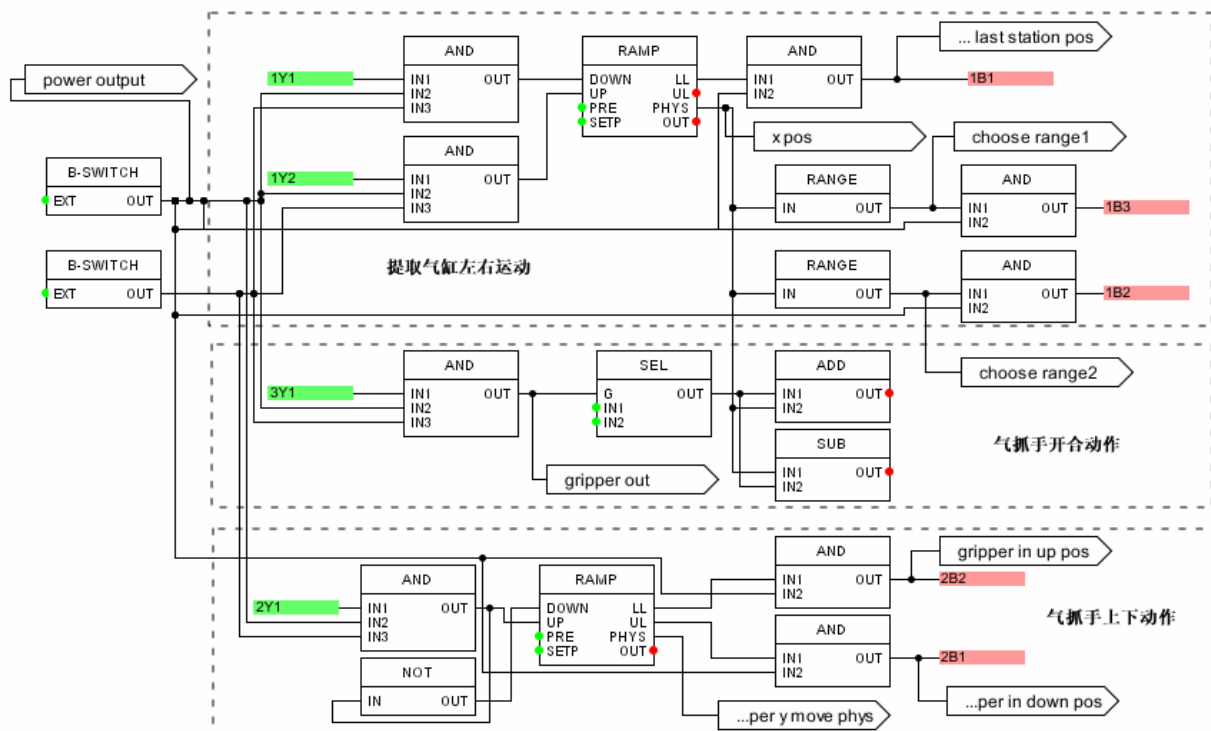 power output
B-SWITCH
EXT OUT
B-SWITCH
EXT OUT
1Y1
AND
IN1 OUT
IN2
IN3
1Y2
AND
IN1 OUT
IN2
IN3
RAMP
DOWN LL
UP UL
PRE PHYS
SETP OUT
AND
IN1 OUT
IN2
... last station pos
1B1
x pos
choose range1
RANGE
IN OUT
AND
IN1 OUT
IN2
1B3
提取气缸左右运动
RANGE
IN OUT
AND
IN1 OUT
IN2
1B2
choose range2
3Y1
AND
IN1 OUT
IN2
IN3
gripper out
SEL
G OUT
IN1
IN2
ADD
IN1 OUT
IN2
SUB
IN1 OUT
IN2
气抓手开合动作
2Y1
AND
IN1 OUT
IN2
IN3
NOT
IN OUT
RAMP
DOWN LL
UP UL
PRE PHYS
SETP OUT
...per y move phys
AND
IN1 OUT
IN2
gripper in up pos
2B2
气抓手上下动作
AND
IN1 OUT
IN2
2B1
...per in down pos